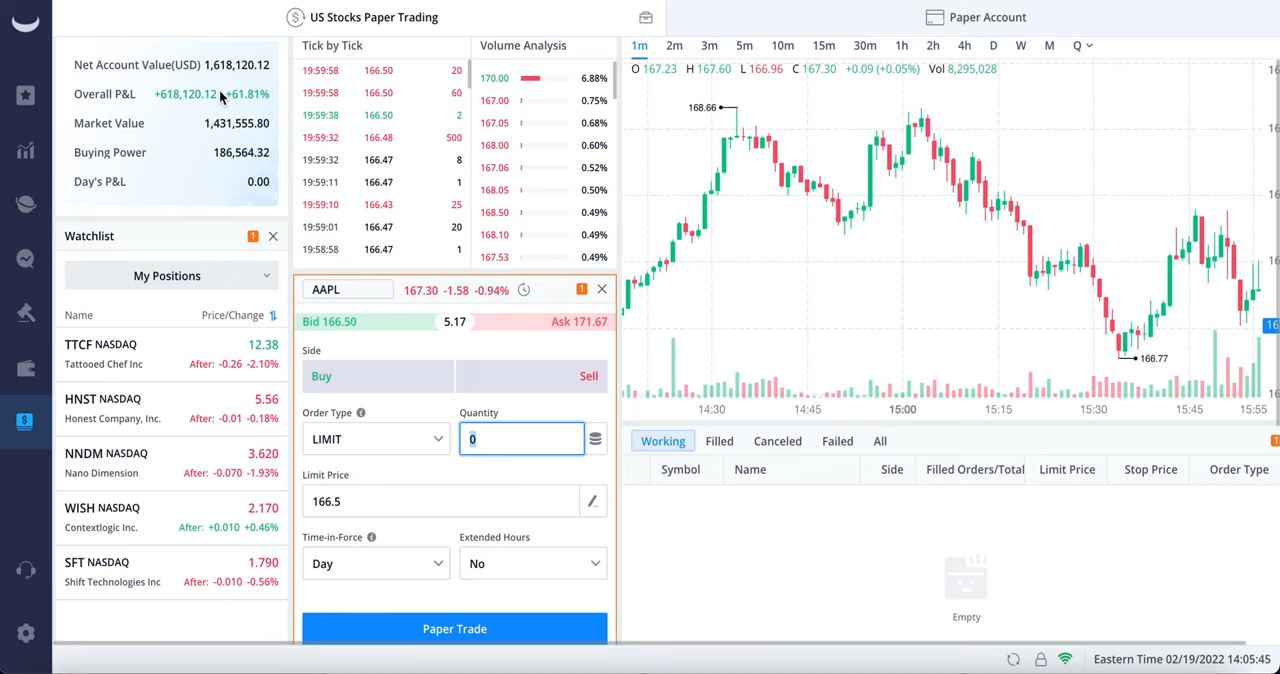 US Stocks Paper Trading
Paper Account
Net Account Value(USD) 1,618,120.12
Overall P&L +618,120.12 +61.81%
Market Value 1,431,555.80
Buying Power 186,564.32
Day's P&L 0.00
Watchlist 1
My Positions
Name Price/Change
TTCF NASDAQ 12.38
Tattooed Chef Inc After: -0.26 -2.10%
HNST NASDAQ 5.56
Honest Company, Inc. After: -0.01 -0.18%
NNDM NASDAQ 3.620
Nano Dimension After: -0.070 -1.93%
WISH NASDAQ 2.170
Contextlogic Inc. After: +0.010 +0.46%
SFT NASDAQ 1.790
Shift Technologies Inc After: -0.010 -0.56%
Tick by Tick
19:59:58 166.50 20
19:59:58 166.50 60
19:59:38 166.50 2
19:59:32 166.48 500
19:59:32 166.47 8
19:59:11 166.47 1
19:59:10 166.43 25
19:59:01 166.47 20
19:58:58 166.47 1
Volume Analysis
170.00 6.88%
167.00 0.75%
167.05 0.68%
168.00 0.60%
167.06 0.52%
168.05 0.50%
168.50 0.49%
168.10 0.49%
167.53 0.49%
AAPL 167.30 -1.58 -0.94% 1
Bid 166.50 5.17 Ask 171.67
Side
Buy Sell
Order Type Quantity
LIMIT 0
Limit Price
166.5
Time-in-Force Extended Hours
Day No
Paper Trade
1m 2m 3m 5m 10m 15m 30m 1h 2h 4h D W M Q
O 167.23 H 167.60 L 166.96 C 167.30 +0.09 (+0.05%) Vol 8,295,028
168.66
166.77
14:30 14:45 15:00 15:15 15:30 15:45 15:55
Working Filled Canceled Failed All
Symbol Name Side Filled Orders/Total Limit Price Stop Price Order Type
Empty
Eastern Time 02/19/2022 14:05:45